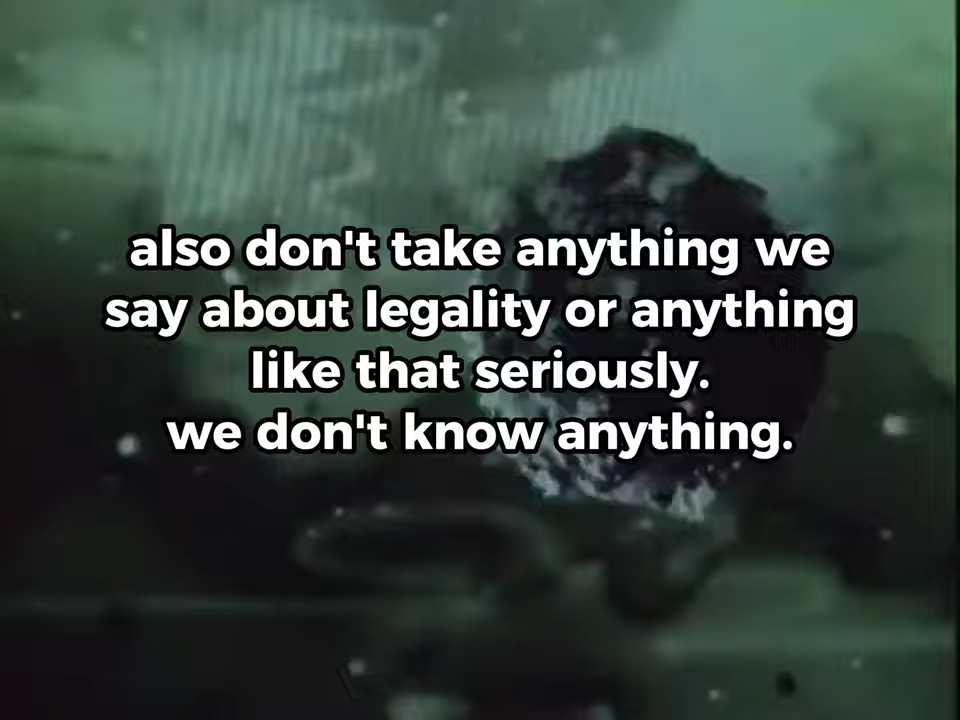 also don't take anything we
say about legality or anything
like that seriously.
we don't know anything.